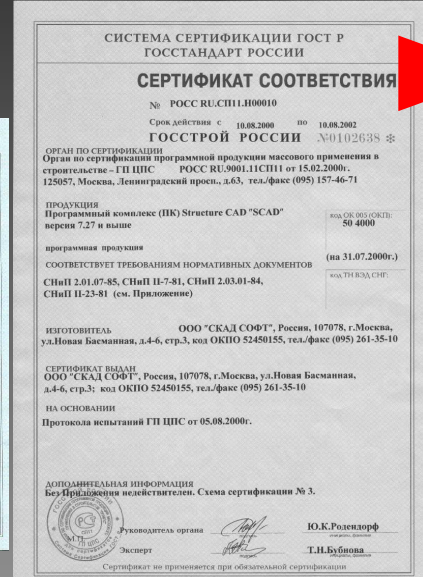 СИСТЕМА СЕРТИФИКАЦИИ ГОСТ Р
ГОССТАНДАРТ РОССИИ
СЕРТИФИКАТ СООТВЕТСТВИЯ
№ РОСС RU.СП11.Н00010
Срок действия с 10.08.2000 по 10.08.2002
ГОССТРОЙ РОССИИ №0102638 ✻
ОРГАН ПО СЕРТИФИКАЦИИ
Орган по сертификации программной продукции массового применения в
строительстве – ГП ЦПС РОСС RU.9001.11СП11 от 15.02.2000г.
125057, Москва, Ленинградский просп., д.63, тел./факс (095) 157-46-71
ПРОДУКЦИЯ
Программный комплекс (ПК) Structure CAD "SCAD"
версия 7.27 и выше
код ОК 005 (ОКП):
50 4000
программная продукция
(на 31.07.2000г.)
СООТВЕТСТВУЕТ ТРЕБОВАНИЯМ НОРМАТИВНЫХ ДОКУМЕНТОВ
код ТН ВЭД СНГ:
СНиП 2.01.07-85, СНиП II-7-81, СНиП 2.03.01-84,
СНиП II-23-81 (см. Приложение)
ИЗГОТОВИТЕЛЬ ООО "СКАД СОФТ", Россия, 107078, г.Москва,
ул.Новая Басманная, д.4-6, стр.3, код ОКПО 52450155, тел./факс (095) 261-35-10
СЕРТИФИКАТ ВЫДАН
ООО "СКАД СОФТ", Россия, 107078, г.Москва, ул.Новая Басманная,
д.4-6, стр.3; код ОКПО 52450155, тел./факс (095) 261-35-10
НА ОСНОВАНИИ
Протокола испытаний ГП ЦПС от 05.08.2000г.
ДОПОЛНИТЕЛЬНАЯ ИНФОРМАЦИЯ
Без Приложения недействителен. Схема сертификации № 3.
Руководитель органа Ю.К.Родендорф
М.П.
Эксперт Т.Н.Бубнова
Сертификат не применяется при обязательной сертификации